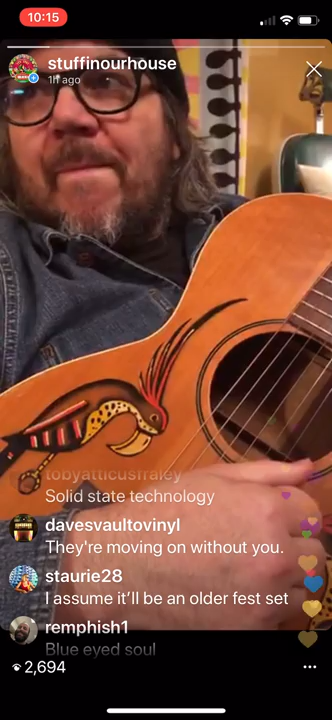 10:15
stuffinourhouse
1h ago
tobyatticusfraley
Solid state technology
davesvaultovinyl
They're moving on without you.
staurie28
I assume it'll be an older fest set
remphish1
Blue eyed soul
2,694